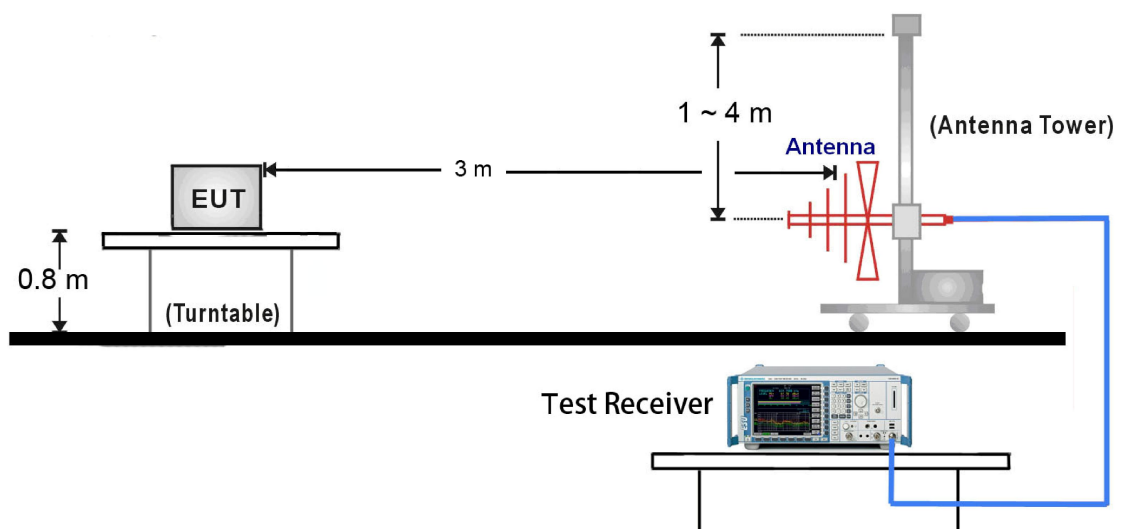 1 ~ 4 m
(Antenna Tower)
Antenna
3 m
EUT
0.8 m
(Turntable)
Test Receiver